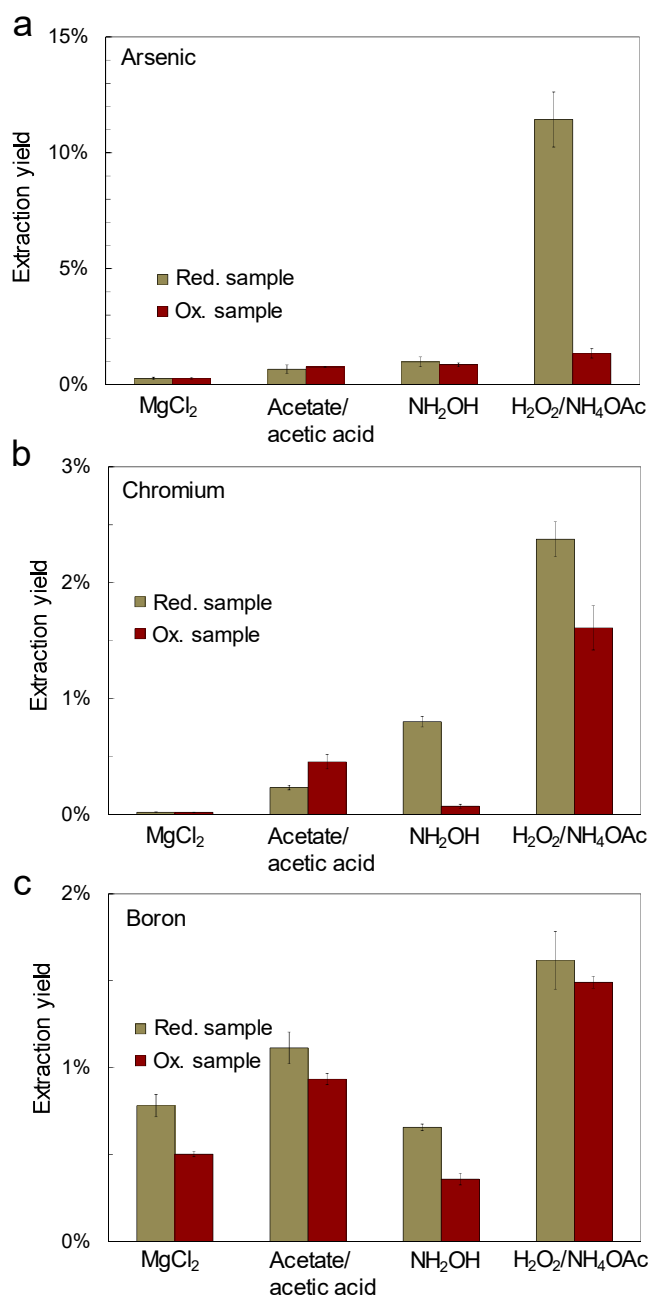 a
15%
Arsenic
10%
Extraction yield
5%
Red. sample
Ox. sample
0%
MgCl₂
Acetate/
acetic acid
NH₂OH
H₂O₂/NH₄OAc
b
3%
Chromium
2%
Extraction yield
Red. sample
Ox. sample
1%
0%
MgCl₂
Acetate/
acetic acid
NH₂OH
H₂O₂/NH₄OAc
c
2%
Boron
Extraction yield
Red. sample
Ox. sample
1%
0%
MgCl₂
Acetate/
acetic acid
NH₂OH
H₂O₂/NH₄OAc